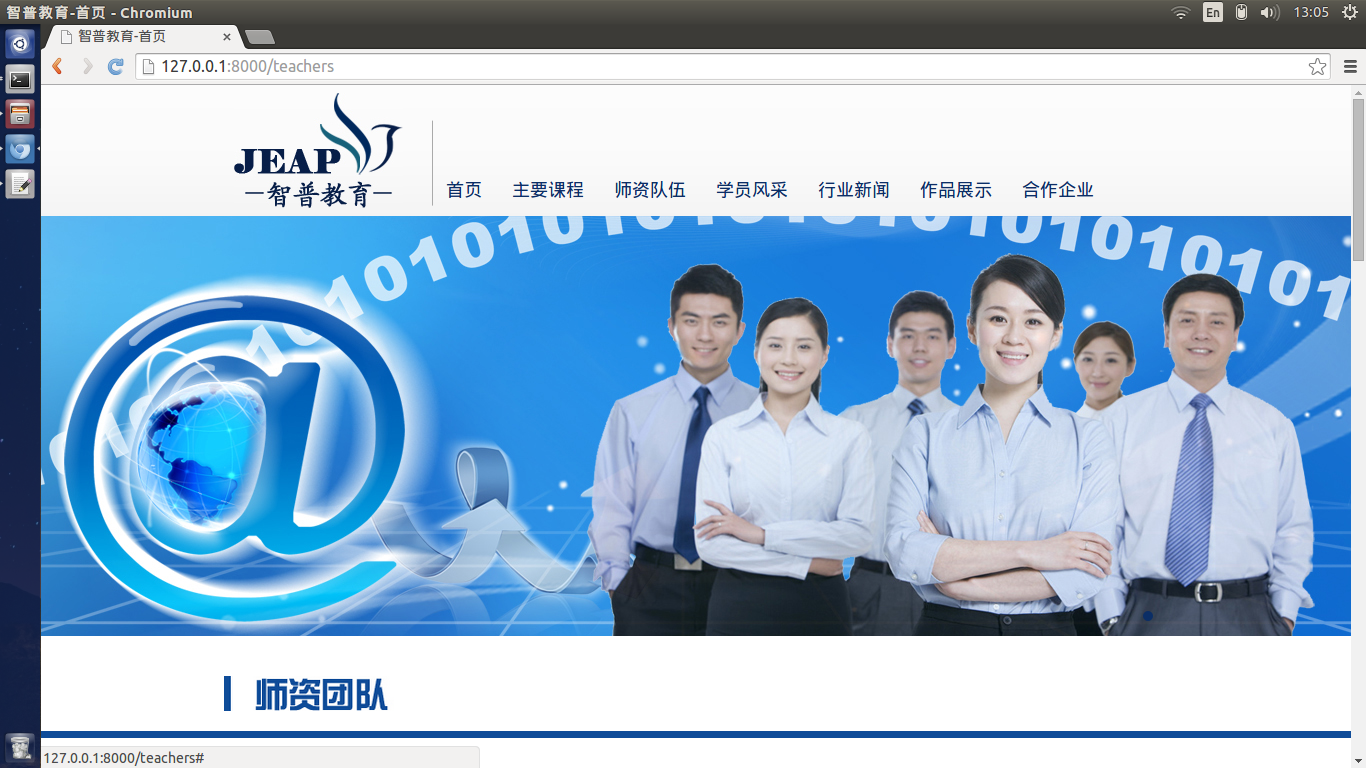 智普教育-首页 - Chromium
En
13:05
智普教育-首页
127.0.0.1:8000/teachers
JEAP
智普教育
首页 主要课程 师资队伍 学员风采 行业新闻 作品展示 合作企业
师资团队
127.0.0.1:8000/teachers#